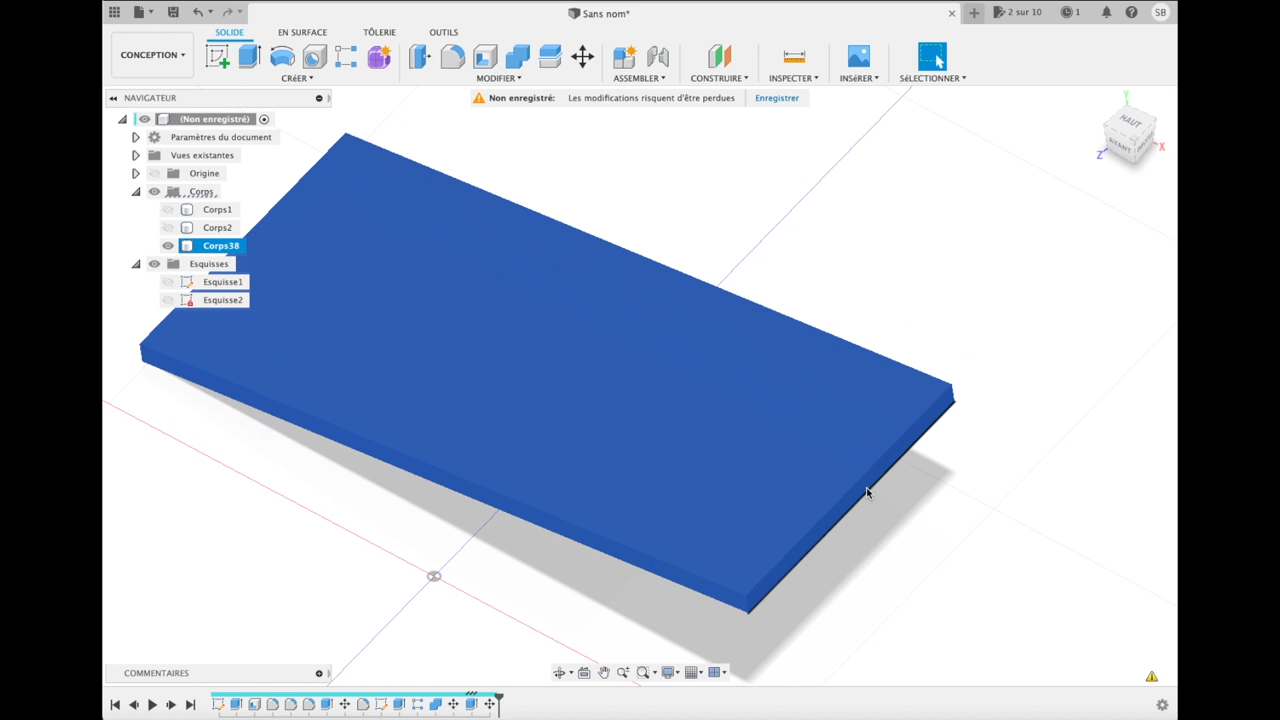 Sans nom*
2 sur 10
1
SB
CONCEPTION
SOLIDE
EN SURFACE
TÔLERIE
OUTILS
CRÉER
MODIFIER
ASSEMBLER
CONSTRUIRE
INSPECTER
INSÉRER
SÉLECTIONNER
NAVIGATEUR
Non enregistré: Les modifications risquent d'être perdues Enregistrer
(Non enregistré)
Paramètres du document
Vues existantes
Origine
Corps
Corps1
Corps2
Corps38
Esquisses
Esquisse1
Esquisse2
Y
HAUT
AVANT
X
Z
COMMENTAIRES